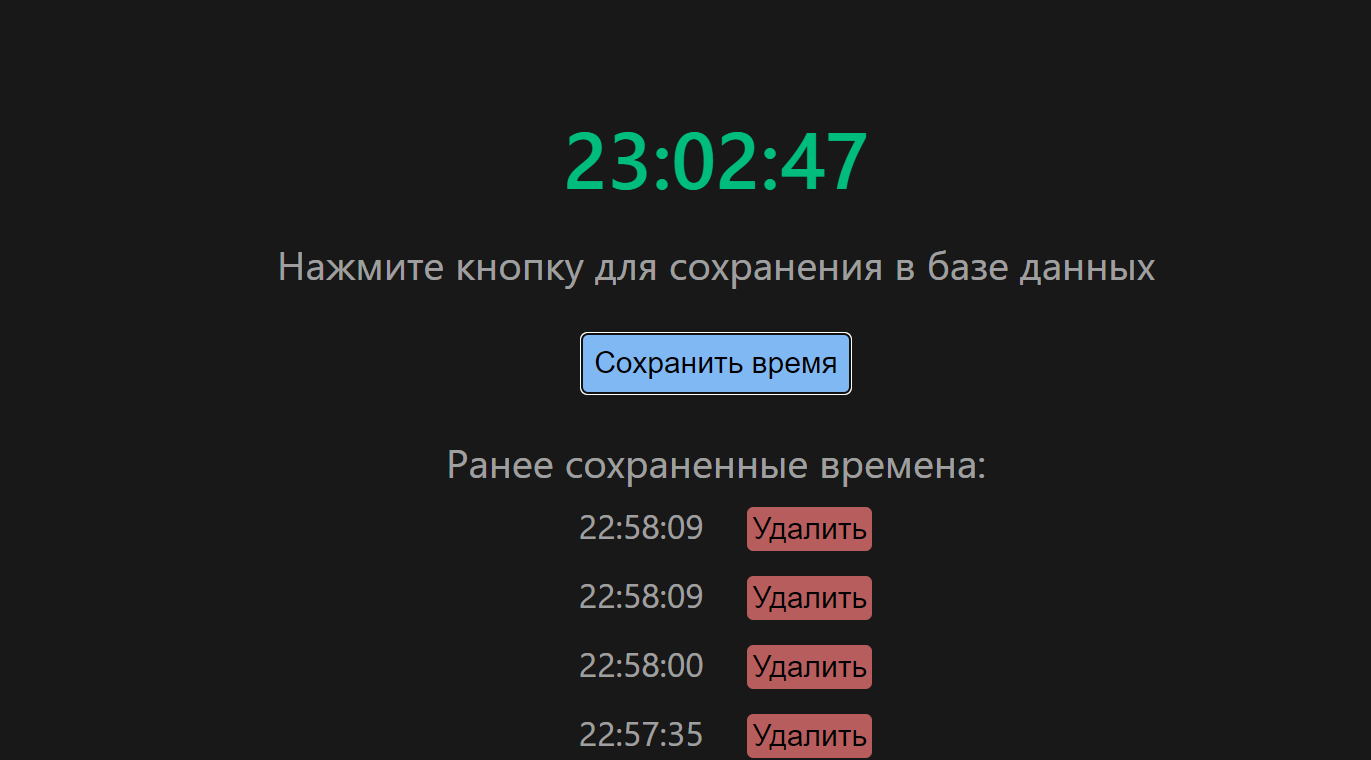 23:02:47
Нажмите кнопку для сохранения в базе данных
Сохранить время
Ранее сохраненные времена:
22:58:09 Удалить
22:58:09 Удалить
22:58:00 Удалить
22:57:35 Удалить